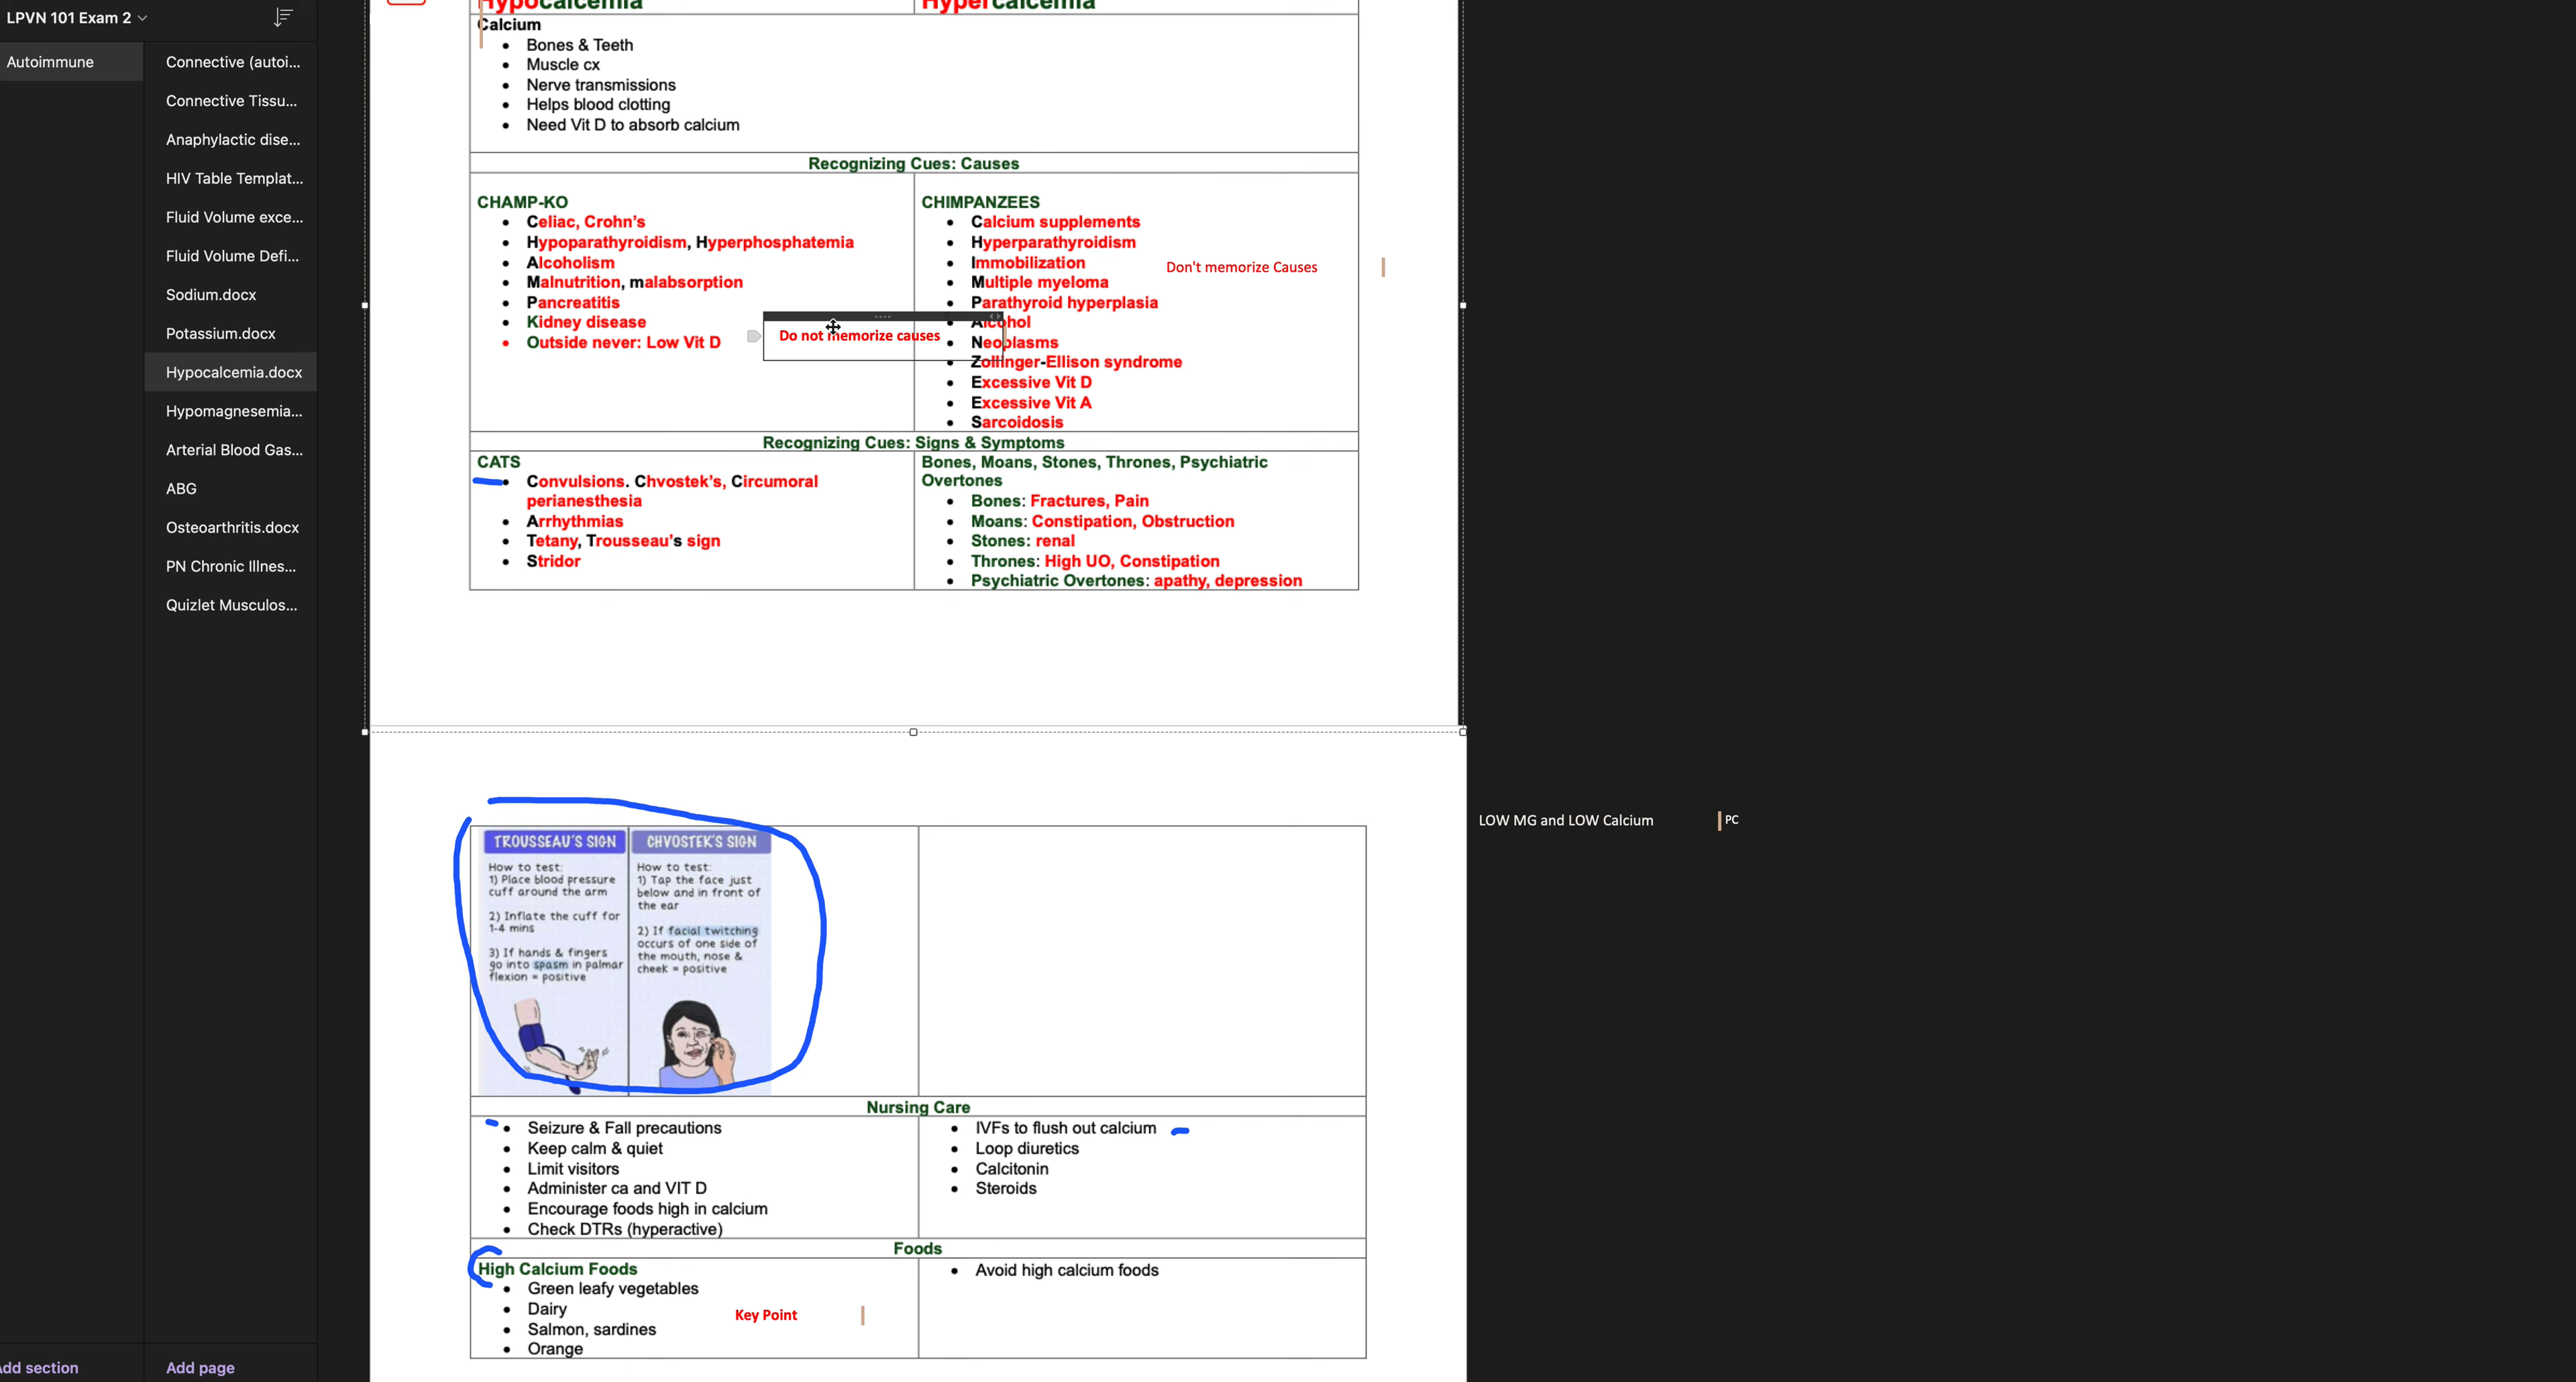 LPVN 101 Exam 2
Autoimmune
Connective (autoi...
Connective Tissu...
Anaphylactic dise...
HIV Table Templat...
Fluid Volume exce...
Fluid Volume Defi...
Sodium.docx
Potassium.docx
Hypocalcemia.docx
Hypomagnesemia...
Arterial Blood Gas...
ABG
Osteoarthritis.docx
PN Chronic Illnes...
Quizlet Musculos...
Add section
Add page
Hypocalcemia
Hypercalcemia
Calcium
• Bones & Teeth
• Muscle cx
• Nerve transmissions
• Helps blood clotting
• Need Vit D to absorb calcium
Recognizing Cues: Causes
CHAMP-KO
• Celiac, Crohn's
• Hypoparathyroidism, Hyperphosphatemia
• Alcoholism
• Malnutrition, malabsorption
• Pancreatitis
• Kidney disease
• Outside never: Low Vit D
Do not memorize causes
CHIMPANZEES
• Calcium supplements
• Hyperparathyroidism
• Immobilization
• Multiple myeloma
• Parathyroid hyperplasia
• Alcohol
• Neoplasms
• Zollinger-Ellison syndrome
• Excessive Vit D
• Excessive Vit A
• Sarcoidosis
Don't memorize Causes
Recognizing Cues: Signs & Symptoms
CATS
• Convulsions. Chvostek's, Circumoral
perianesthesia
• Arrhythmias
• Tetany, Trousseau's sign
• Stridor
Bones, Moans, Stones, Thrones, Psychiatric
Overtones
• Bones: Fractures, Pain
• Moans: Constipation, Obstruction
• Stones: renal
• Thrones: High UO, Constipation
• Psychiatric Overtones: apathy, depression
LOW MG and LOW Calcium
PC
TROUSSEAU'S SIGN
How to test:
1) Place blood pressure
cuff around the arm
2) Inflate the cuff for
1-4 mins
3) If hands & fingers
go into spasm in palmar
flexion = positive
CHVOSTEK'S SIGN
How to test:
1) Tap the face just
below and in front of
the ear
2) If facial twitching
occurs of one side of
the mouth, nose &
cheek = positive
Nursing Care
• Seizure & Fall precautions
• Keep calm & quiet
• Limit visitors
• Administer ca and VIT D
• Encourage foods high in calcium
• Check DTRs (hyperactive)
• IVFs to flush out calcium
• Loop diuretics
• Calcitonin
• Steroids
Foods
High Calcium Foods
• Green leafy vegetables
• Dairy
• Salmon, sardines
• Orange
Key Point
• Avoid high calcium foods